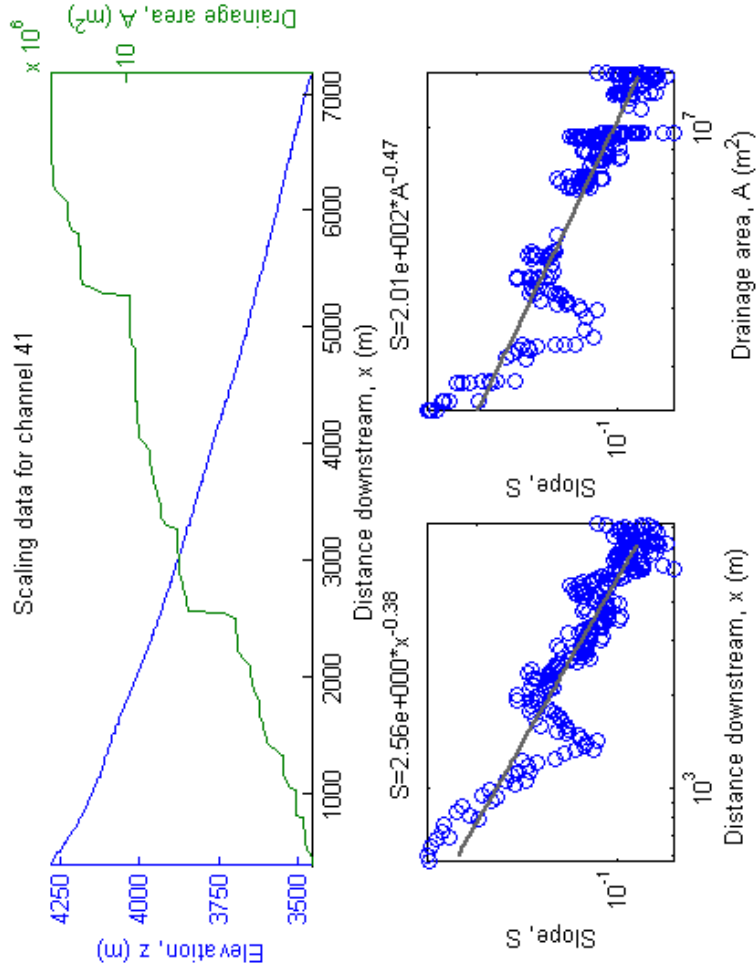 Scaling data for channel 41
x 10^6
Elevation, z (m)
4250
4000
3750
3500
Drainage area, A (m^2)
10
1000 2000 3000 4000 5000 6000 7000
Distance downstream, x (m)
S=2.56e+000*x^-0.38
Slope, S
10^-1
10^3
Distance downstream, x (m)
S=2.01e+002*A^-0.47
Slope, S
10^-1
10^7
Drainage area, A (m^2)